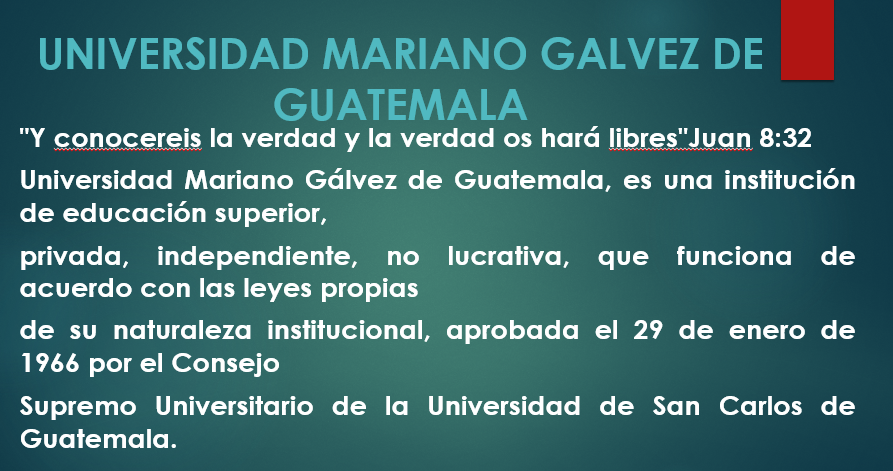 UNIVERSIDAD MARIANO GALVEZ DE
GUATEMALA
"Y conocereis la verdad y la verdad os hará libres"Juan 8:32
Universidad Mariano Gálvez de Guatemala, es una institución
de educación superior,
privada, independiente, no lucrativa, que funciona de
acuerdo con las leyes propias
de su naturaleza institucional, aprobada el 29 de enero de
1966 por el Consejo
Supremo Universitario de la Universidad de San Carlos de
Guatemala.